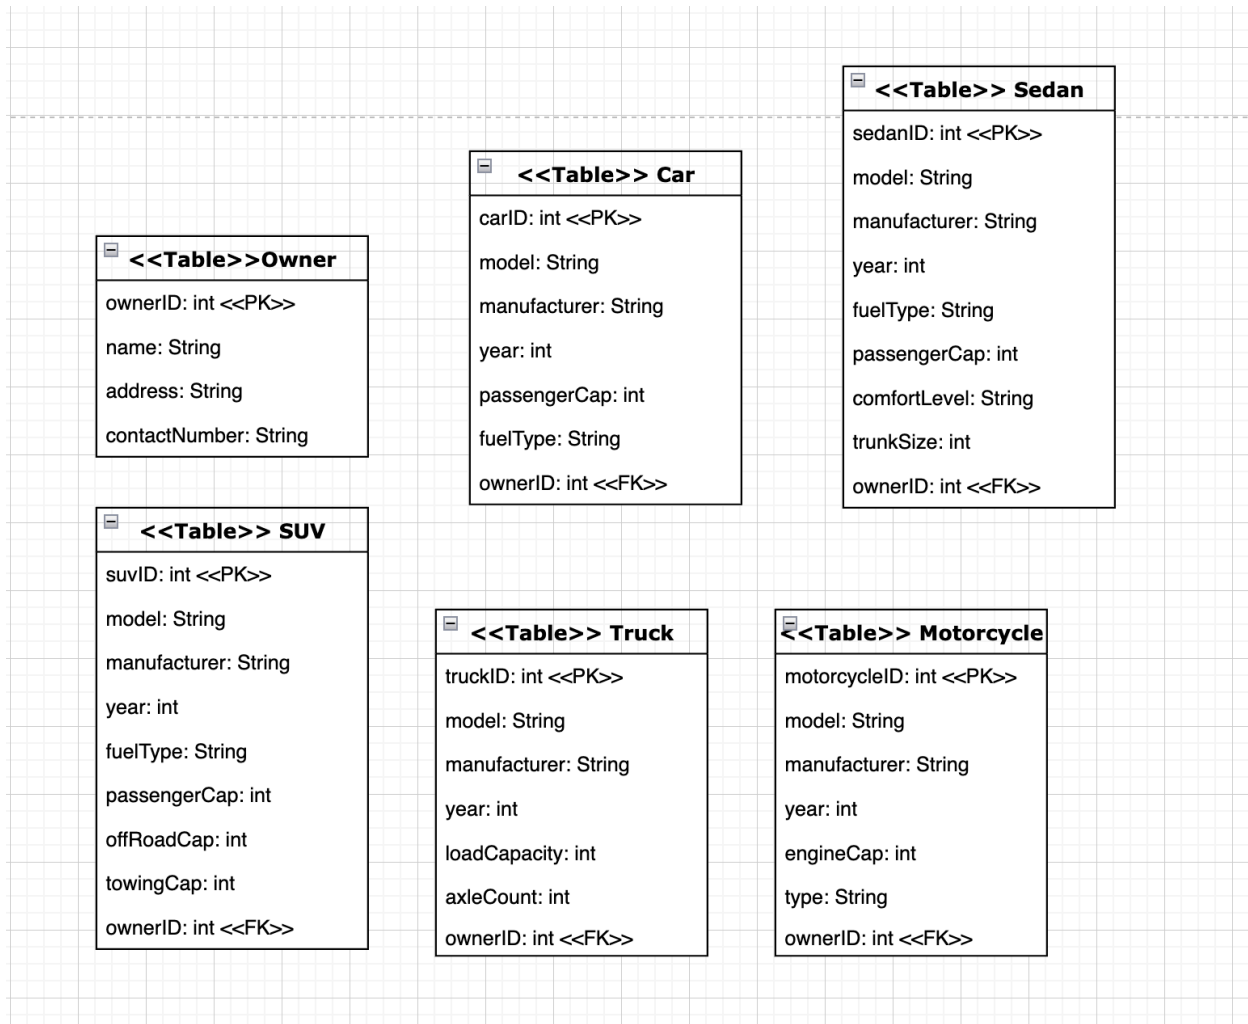 <<Table>>Owner
ownerID: int <<PK>>
name: String
address: String
contactNumber: String
<<Table>> Car
carID: int <<PK>>
model: String
manufacturer: String
year: int
passengerCap: int
fuelType: String
ownerID: int <<FK>>
<<Table>> Sedan
sedanID: int <<PK>>
model: String
manufacturer: String
year: int
fuelType: String
passengerCap: int
comfortLevel: String
trunkSize: int
ownerID: int <<FK>>
<<Table>> SUV
suvID: int <<PK>>
model: String
manufacturer: String
year: int
fuelType: String
passengerCap: int
offRoadCap: int
towingCap: int
ownerID: int <<FK>>
<<Table>> Truck
truckID: int <<PK>>
model: String
manufacturer: String
year: int
loadCapacity: int
axleCount: int
ownerID: int <<FK>>
<<Table>> Motorcycle
motorcycleID: int <<PK>>
model: String
manufacturer: String
year: int
engineCap: int
type: String
ownerID: int <<FK>>